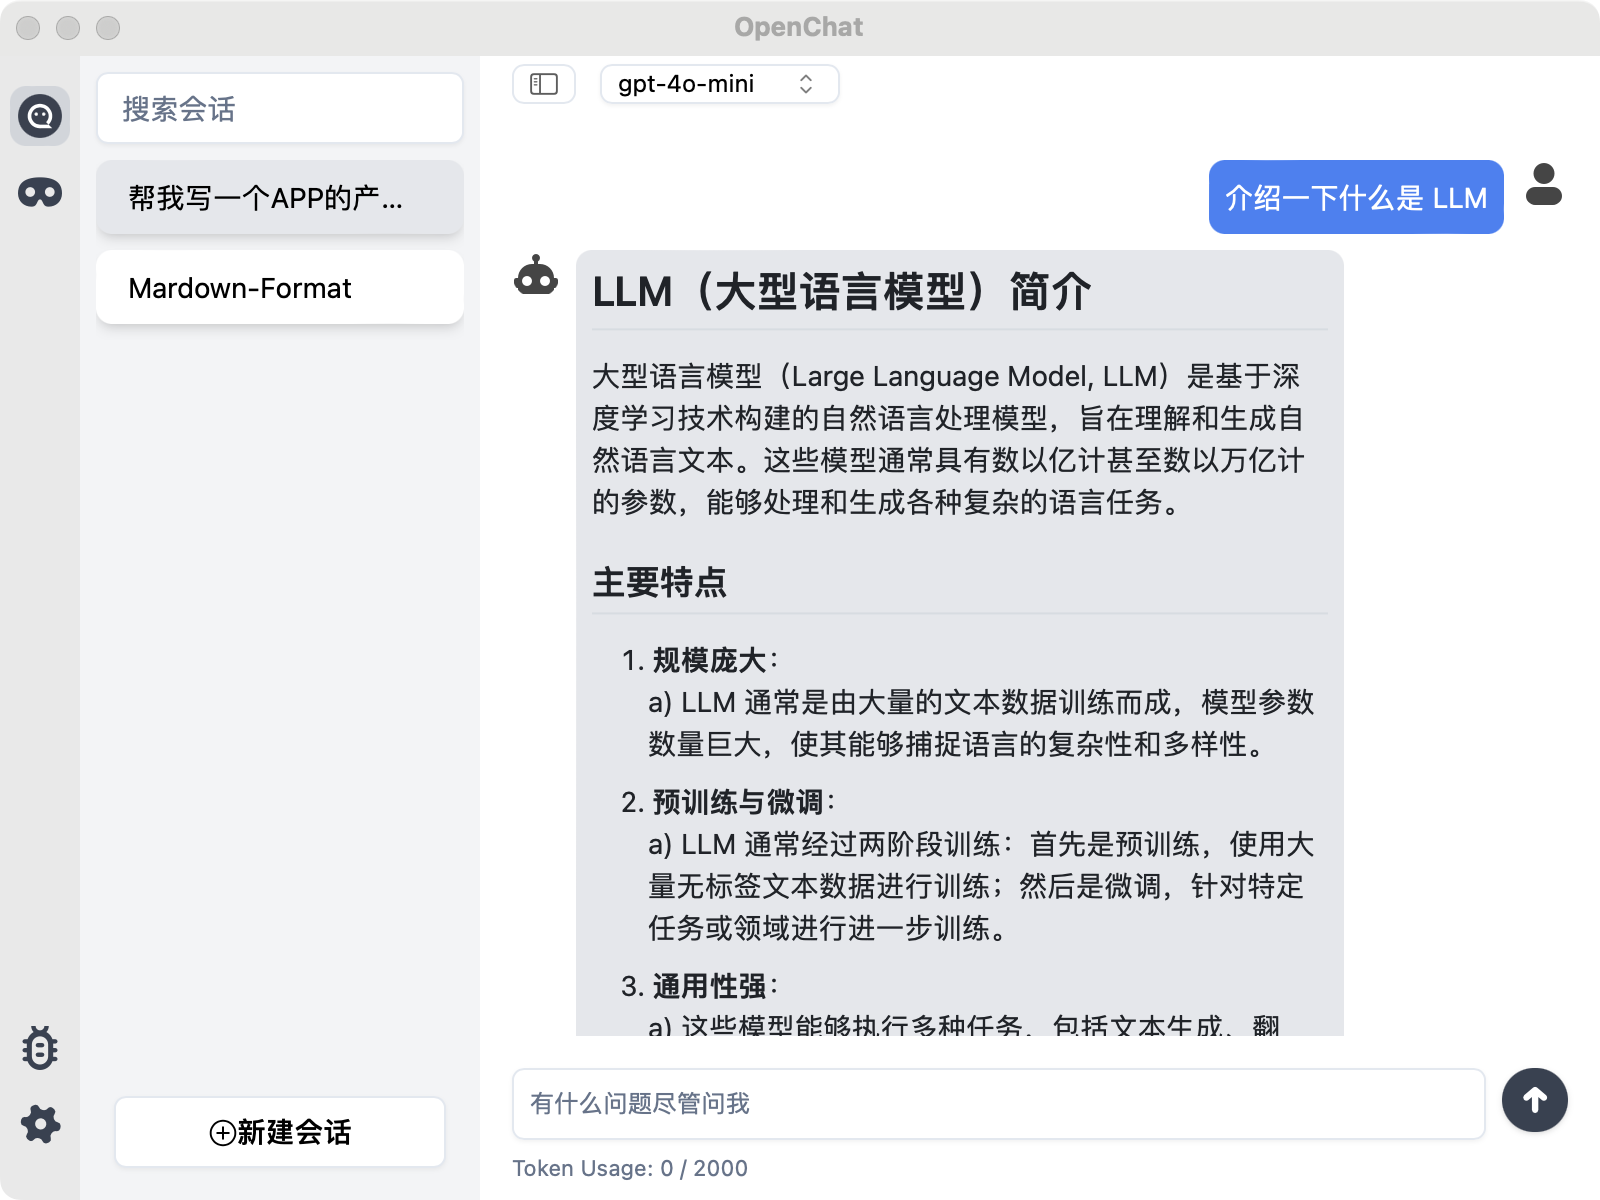 OpenChat
搜索会话
帮我写一个APP的产...
Mardown-Format
⊕新建会话
gpt-4o-mini
介绍一下什么是 LLM
LLM（大型语言模型）简介
大型语言模型（Large Language Model, LLM）是基于深
度学习技术构建的自然语言处理模型，旨在理解和生成自
然语言文本。这些模型通常具有数以亿计甚至数以万亿计
的参数，能够处理和生成各种复杂的语言任务。
主要特点
1. 规模庞大：
a) LLM 通常是由大量的文本数据训练而成，模型参数
数量巨大，使其能够捕捉语言的复杂性和多样性。
2. 预训练与微调：
a) LLM 通常经过两阶段训练：首先是预训练，使用大
量无标签文本数据进行训练；然后是微调，针对特定
任务或领域进行进一步训练。
3. 通用性强：
a) 这些模型能够执行多种任务，包括文本生成、翻
有什么问题尽管问我
Token Usage: 0 / 2000